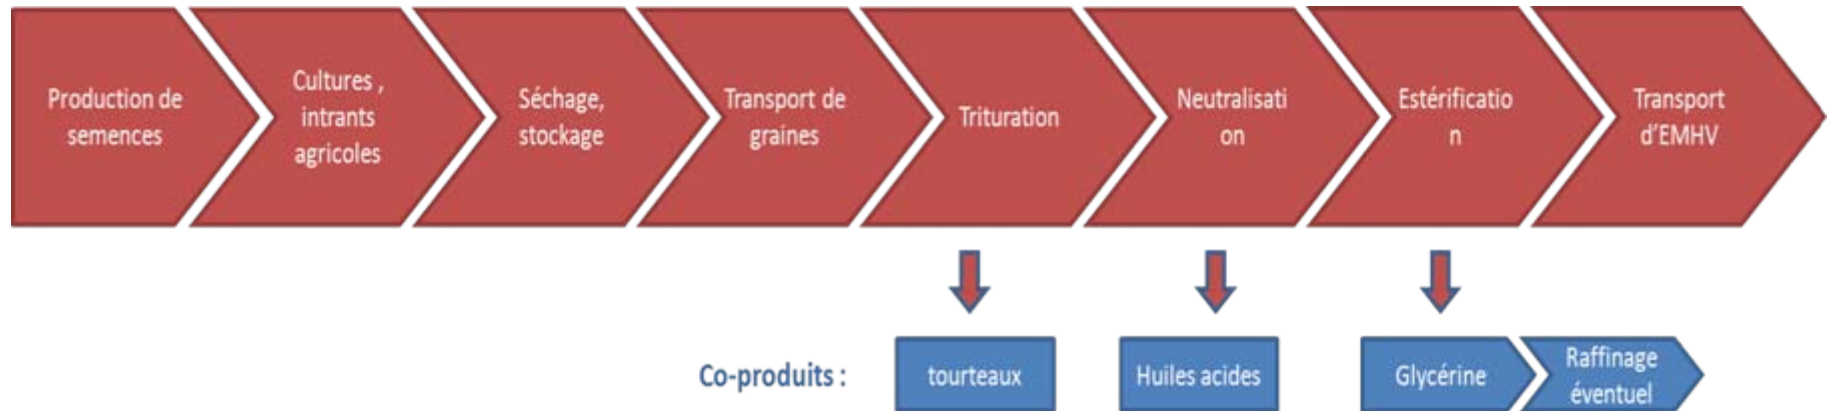 Production de
semences
Cultures ,
intrants
agricoles
Séchage,
stockage
Transport de
graines
Trituration
Neutralisati
on
Estérificatio
n
Transport
d'EMHV
Co-produits :
tourteaux
Huiles acides
Glycérine
Raffinage
éventuel